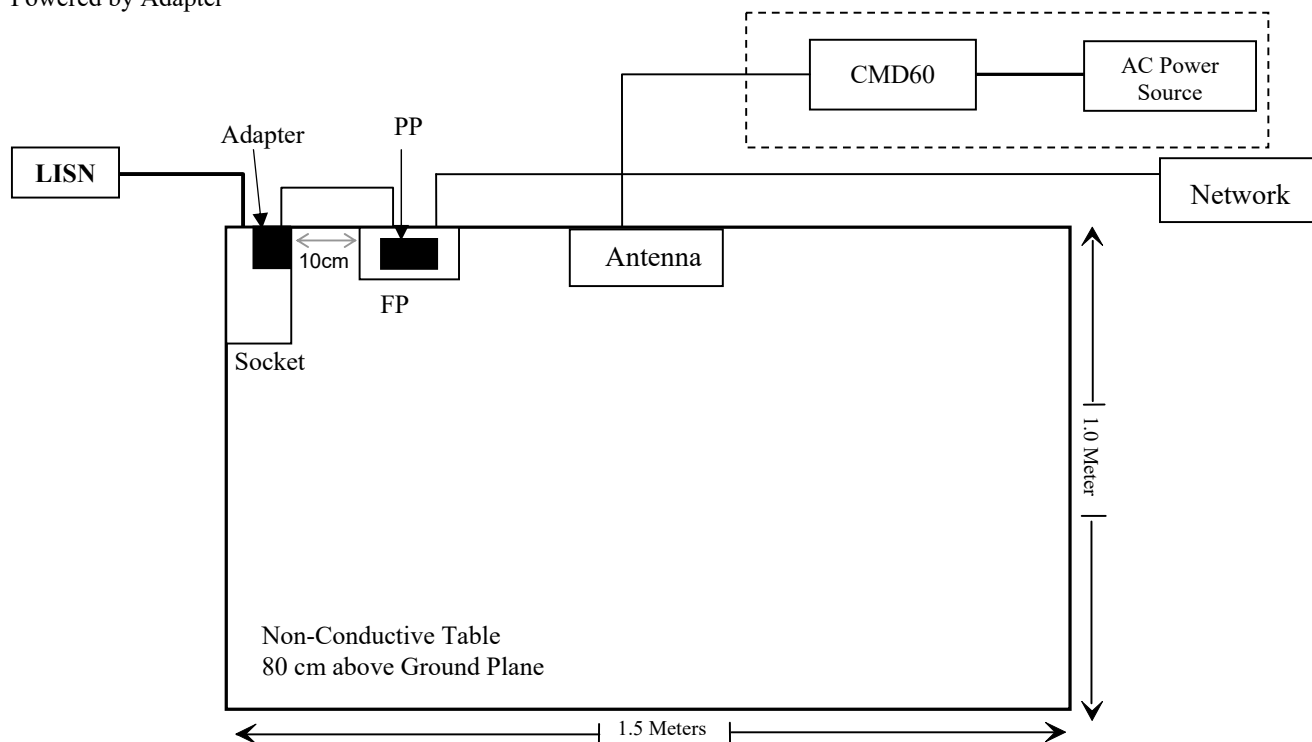 Powered by Adapter
CMD60
AC Power
Source
Adapter
PP
LISN
Network
10cm
Antenna
FP
Socket
1.0 Meter
Non-Conductive Table
80 cm above Ground Plane
1.5 Meters